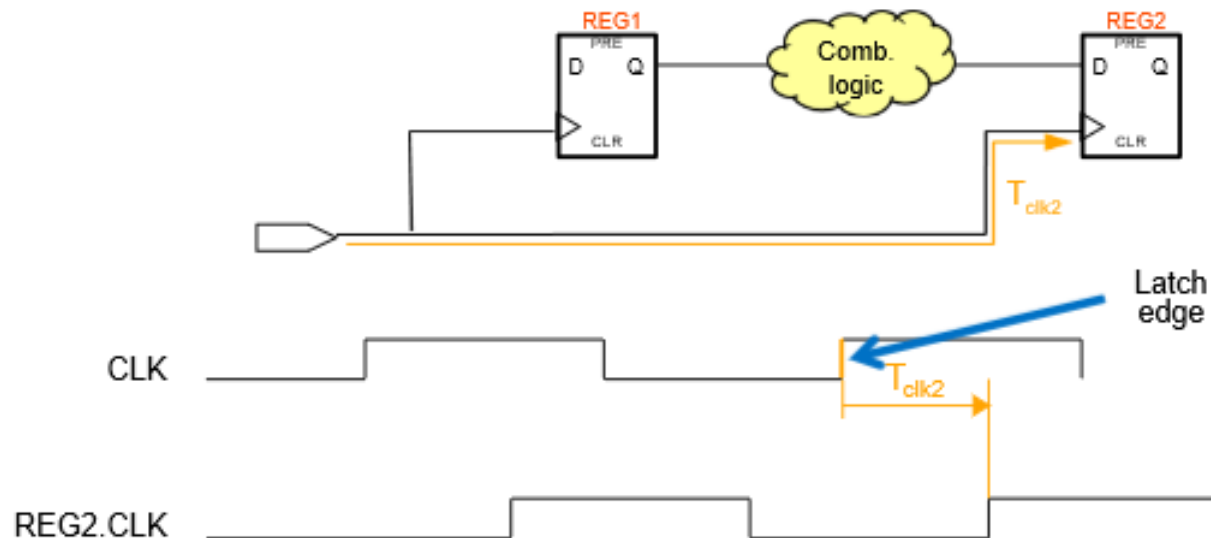 REG1
REG2
PRE
D Q
CLR
Comb.
logic
PRE
D Q
CLR
Tclk2
Latch
edge
CLK
Tclk2
REG2.CLK